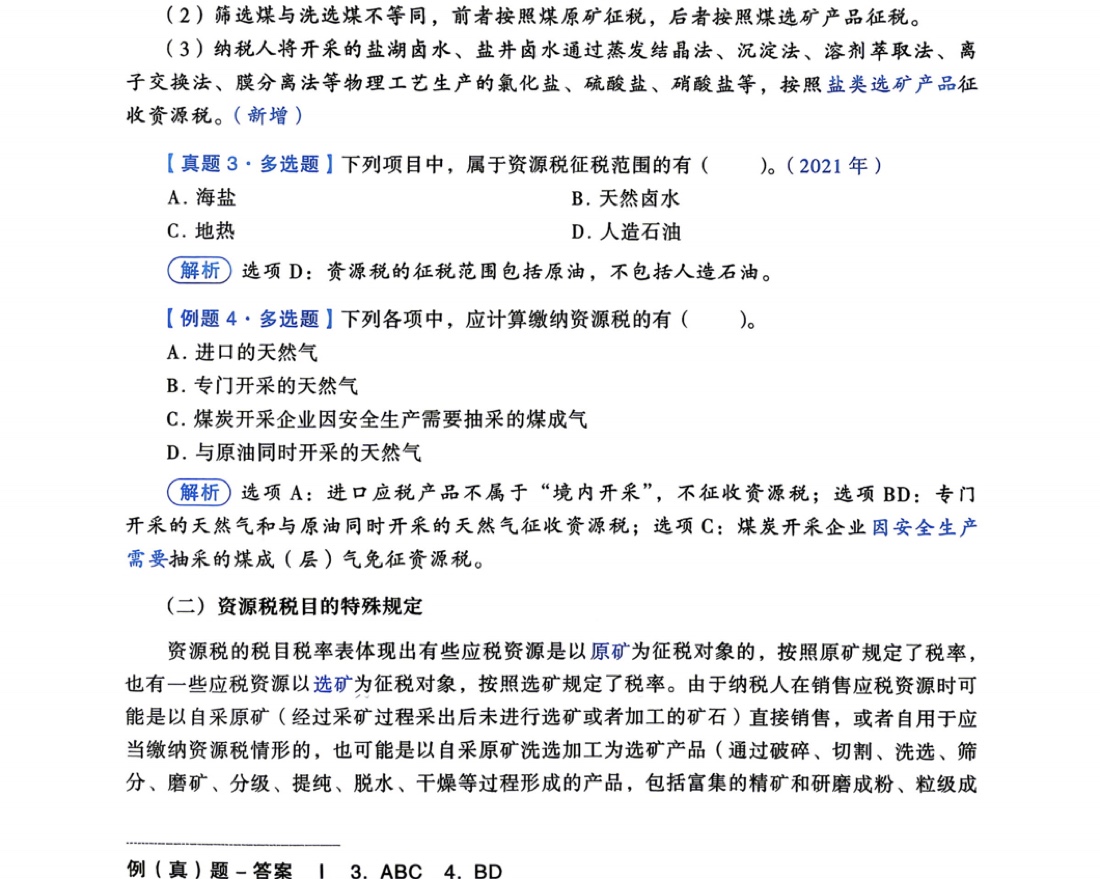 （2）筛选煤与洗选煤不等同，前者按照煤原矿征税，后者按照煤选矿产品征税。
（3）纳税人将开采的盐湖卤水、盐井卤水通过蒸发结晶法、沉淀法、溶剂萃取法、离
子交换法、膜分离法等物理工艺生产的氯化盐、硫酸盐、硝酸盐等，按照盐类选矿产品征
收资源税。（新增）
【真题3·多选题】下列项目中，属于资源税征税范围的有（　　）。（2021年）
A. 海盐　　B. 天然卤水
C. 地热　　D. 人造石油
解析 选项D：资源税的征税范围包括原油，不包括人造石油。
【例题4·多选题】下列各项中，应计算缴纳资源税的有（　　）。
A. 进口的天然气
B. 专门开采的天然气
C. 煤炭开采企业因安全生产需要抽采的煤成气
D. 与原油同时开采的天然气
解析 选项A：进口应税产品不属于“境内开采”，不征收资源税；选项BD：专门
开采的天然气和与原油同时开采的天然气征收资源税；选项C：煤炭开采企业因安全生产
需要抽采的煤成（层）气免征资源税。
（二）资源税税目的特殊规定
资源税的税目税率表体现出有些应税资源是以原矿为征税对象的，按照原矿规定了税率，
也有一些应税资源以选矿为征税对象，按照选矿规定了税率。由于纳税人在销售应税资源时可
能是以自采原矿（经过采矿过程采出后未进行选矿或者加工的矿石）直接销售，或者自用于应
当缴纳资源税情形的，也可能是以自采原矿洗选加工为选矿产品（通过破碎、切割、洗选、筛
分、磨矿、分级、提纯、脱水、干燥等过程形成的产品，包括富集的精矿和研磨成粉、粒级成
例（真）题－答案　|　3. ABC　4. BD